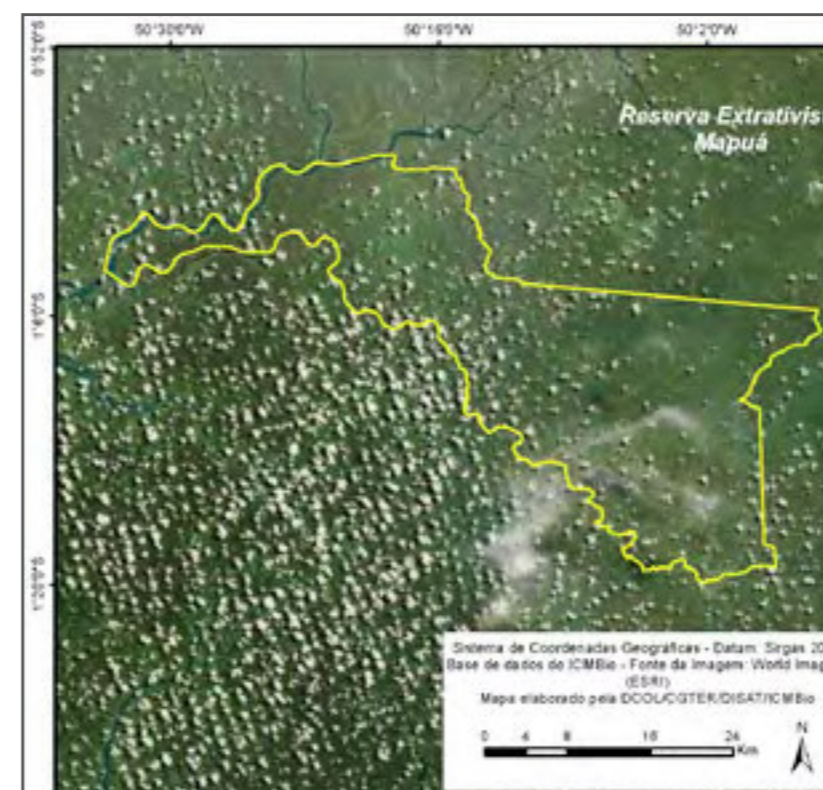 50°30'0"W 50°16'0"W 50°2'0"W
0°52'0"S
Reserva Extrativis
Mapuá
1°6'0"S
1°20'0"S
Sistema de Coordenadas Geográficas - Datum: Sirgas 20
Base de dados do ICMBio - Fonte da Imagem: World Imag
(ESRI)
Mapa elaborado pela DCOL/CGTER/DISAT/ICMBio
N
0 4 8 16 24
Km